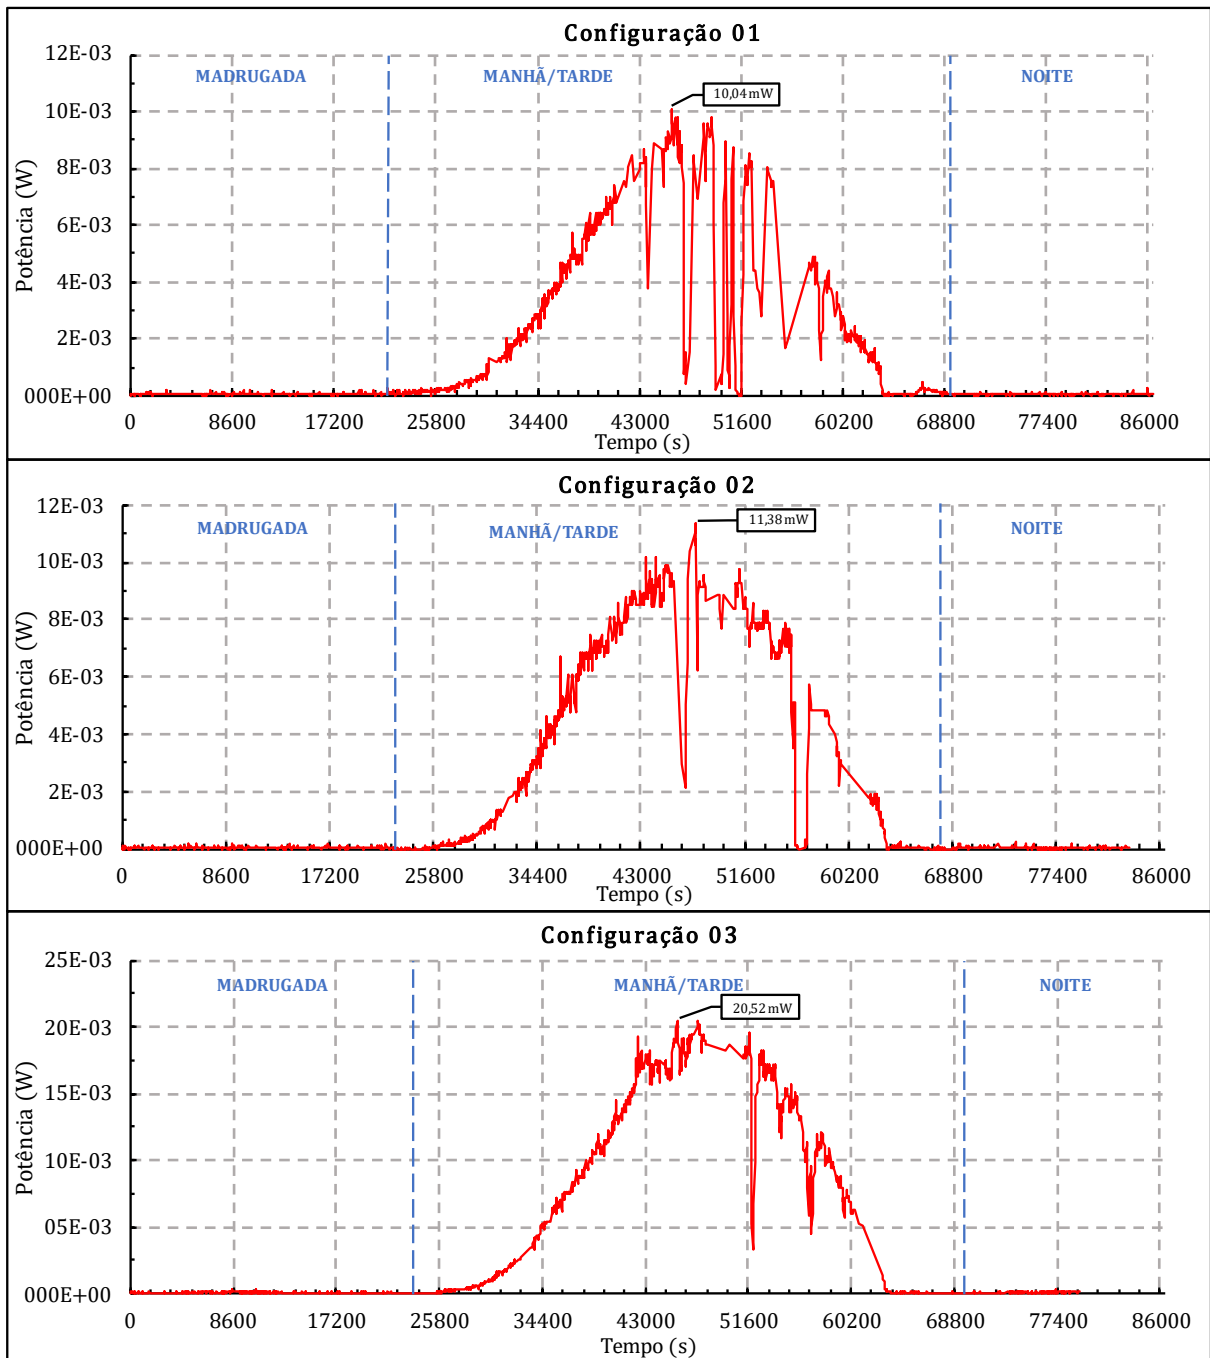 Configuração 01
12E-03
MADRUGADA MANHÃ/TARDE NOITE
10,04mW
10E-03
8E-03
6E-03
4E-03
2E-03
000E+00
Potência (W)
0 8600 17200 25800 34400 43000 51600 60200 68800 77400 86000
Tempo (s)
Configuração 02
12E-03
11,38mW
MADRUGADA MANHÃ/TARDE NOITE
10E-03
8E-03
6E-03
4E-03
2E-03
000E+00
Potência (W)
0 8600 17200 25800 34400 43000 51600 60200 68800 77400 86000
Tempo (s)
Configuração 03
25E-03
MADRUGADA MANHÃ/TARDE NOITE
20,52mW
20E-03
15E-03
10E-03
05E-03
000E+00
Potência (W)
0 8600 17200 25800 34400 43000 51600 60200 68800 77400 86000
Tempo (s)